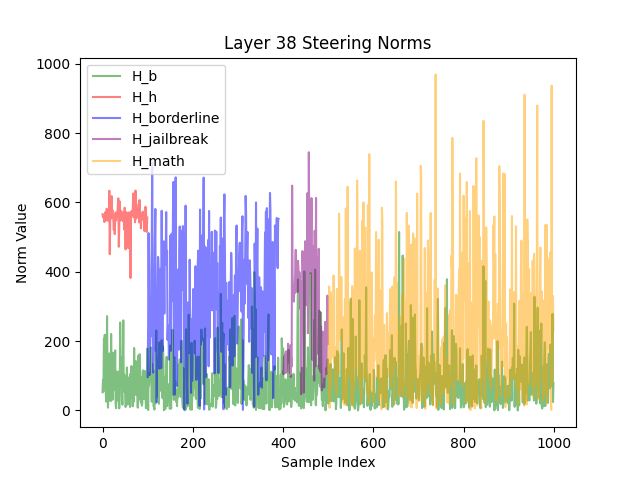 Layer 38 Steering Norms
H_b
H_h
H_borderline
H_jailbreak
H_math
Norm Value
1000
800
600
400
200
0
0 200 400 600 800 1000
Sample Index